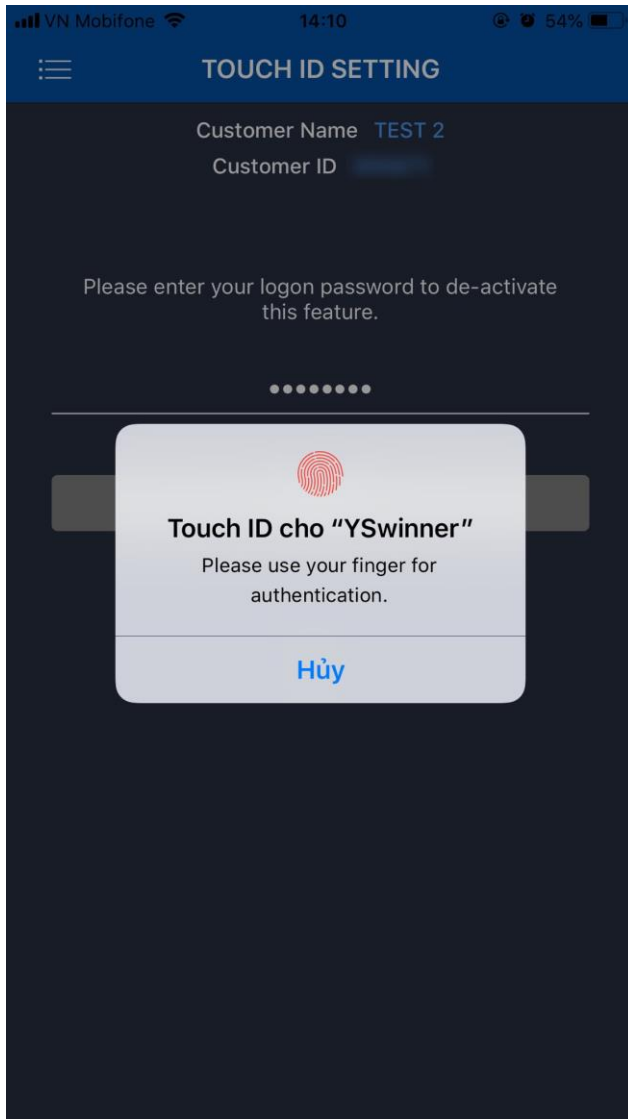 VN Mobifone 14:10 54%
TOUCH ID SETTING
Customer Name TEST 2
Customer ID
Please enter your logon password to de-activate
this feature.
••••••••
Touch ID cho “YSwinner”
Please use your finger for
authentication.
Hủy